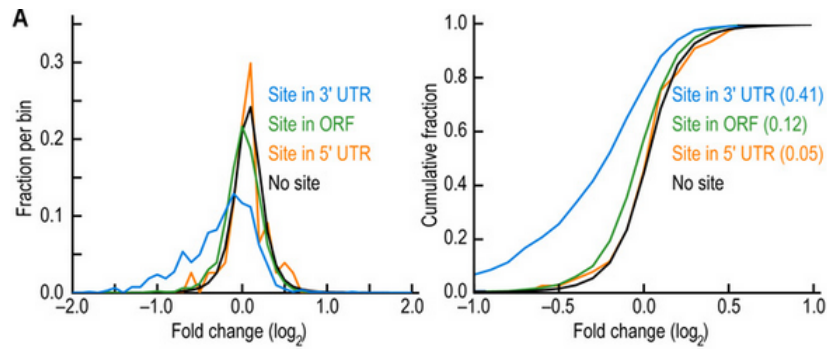 A
Fraction per bin
0.3
0.2
0.1
0.0
Site in 3' UTR
Site in ORF
Site in 5' UTR
No site
−2.0 −1.0 0.0 1.0 2.0
Fold change (log2)
Cumulative fraction
1.0
0.8
0.6
0.4
0.2
0.0
Site in 3' UTR (0.41)
Site in ORF (0.12)
Site in 5' UTR (0.05)
No site
−1.0 −0.5 0.0 0.5 1.0
Fold change (log2)